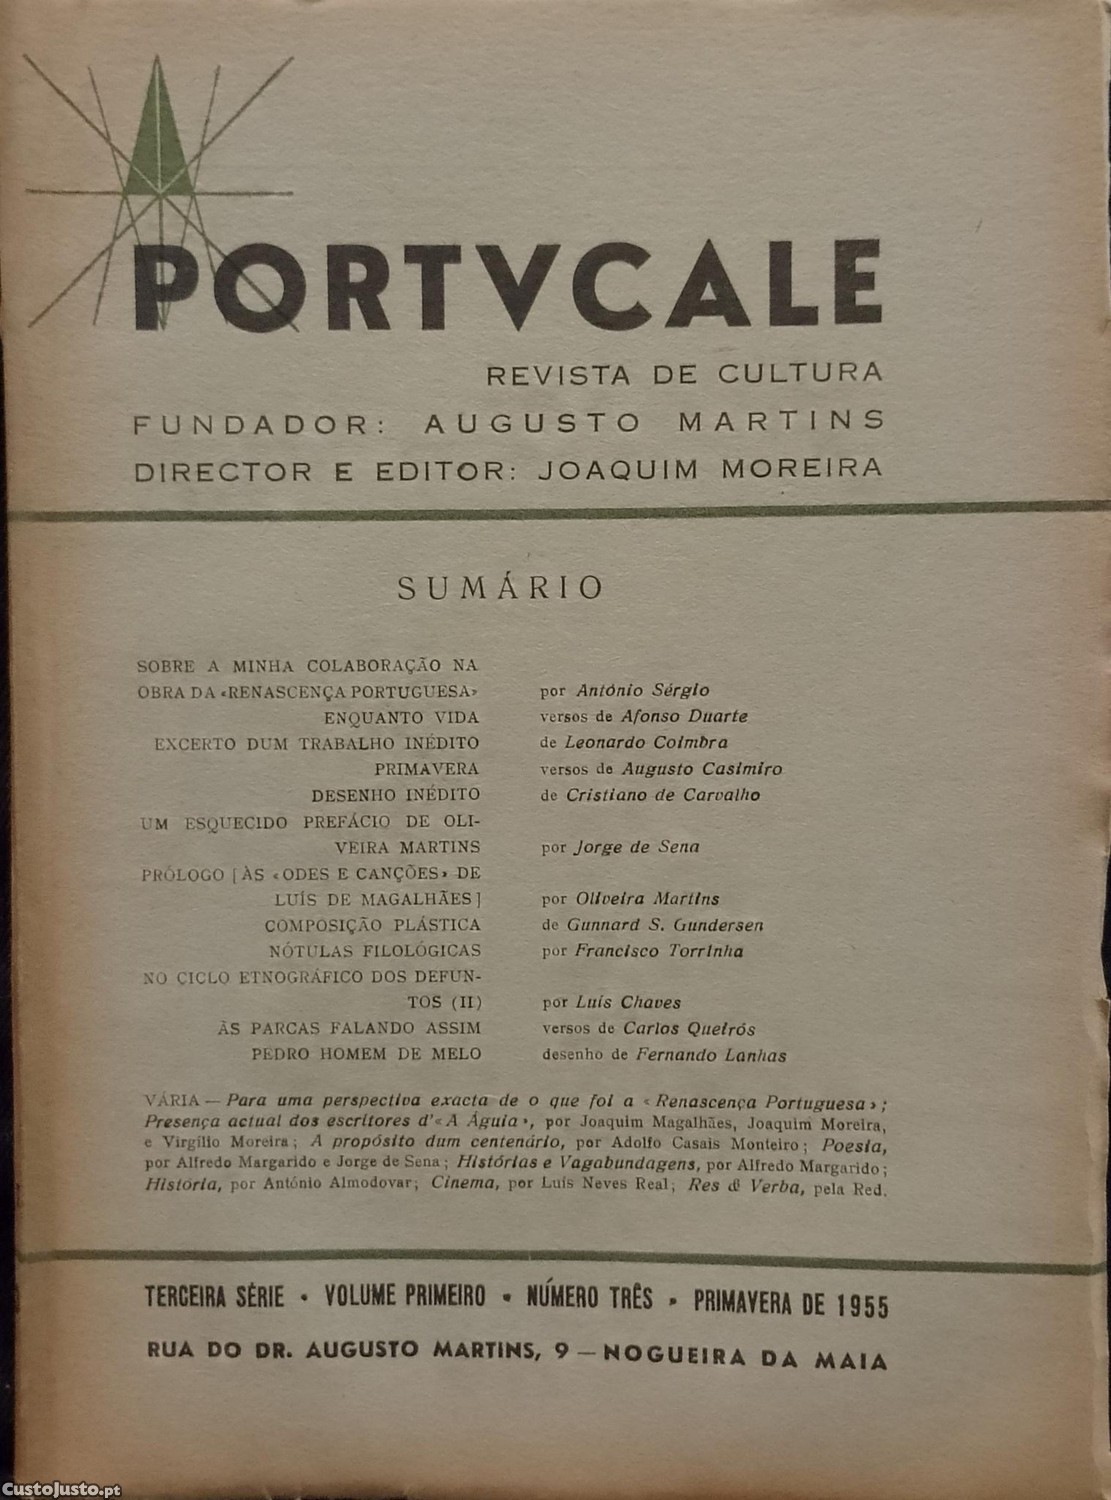 PORTVCALE
REVISTA DE CULTURA
FUNDADOR: AUGUSTO MARTINS
DIRECTOR E EDITOR: JOAQUIM MOREIRA
SUMÁRIO
SOBRE A MINHA COLABORAÇÃO NA
OBRA DA «RENASCENÇA PORTUGUESA» por António Sérgio
ENQUANTO VIDA versos de Afonso Duarte
EXCERTO DUM TRABALHO INÉDITO de Leonardo Coimbra
PRIMAVERA versos de Augusto Casimiro
DESENHO INÉDITO de Cristiano de Carvalho
UM ESQUECIDO PREFÁCIO DE OLI-
VEIRA MARTINS por Jorge de Sena
PRÓLOGO [ÀS «ODES E CANÇÕES» DE
LUÍS DE MAGALHÃES] por Oliveira Martins
COMPOSIÇÃO PLÁSTICA de Gunnard S. Gundersen
NÓTULAS FILOLÓGICAS por Francisco Torrinha
NO CICLO ETNOGRÁFICO DOS DEFUN-
TOS (II) por Luís Chaves
ÀS PARCAS FALANDO ASSIM versos de Carlos Queirós
PEDRO HOMEM DE MELO desenho de Fernando Lanhas
VÁRIA — Para uma perspectiva exacta de o que foi a «Renascença Portuguesa»;
Presença actual dos escritores d'«A Águia», por Joaquim Magalhães, Joaquim Moreira,
e Virgílio Moreira; A propósito dum centenário, por Adolfo Casais Monteiro; Poesia,
por Alfredo Margarido e Jorge de Sena; Histórias e Vagabundagens, por Alfredo Margarido;
História, por António Almodovar; Cinema, por Luís Neves Real; Res & Verba, pela Red.
TERCEIRA SÉRIE • VOLUME PRIMEIRO • NÚMERO TRÊS • PRIMAVERA DE 1955
RUA DO DR. AUGUSTO MARTINS, 9 — NOGUEIRA DA MAIA
CustoJusto.pt